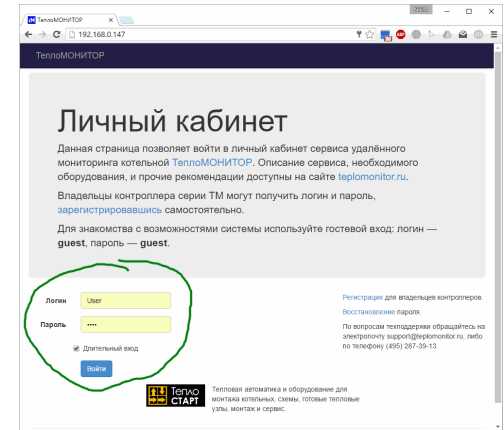 ТеплоМОНИТОР
192.168.0.147
ТеплоМОНИТОР
Личный кабинет
Данная страница позволяет войти в личный кабинет сервиса удалённого
мониторинга котельной ТеплоМОНИТОР. Описание сервиса, необходимого
оборудования, и прочие рекомендации доступны на сайте teplomonitor.ru.
Владельцы контроллера серии ТМ могут получить логин и пароль,
зарегистрировавшись самостоятельно.
Для знакомства с возможностями системы используйте гостевой вход: логин —
guest, пароль — guest.
Логин User
Пароль ••••
Длительный вход
Войти
Регистрация для владельцев контроллеров.
Восстановление пароля.
По вопросам техподдержки обращайтесь на
электропочту support@teplomonitor.ru, либо
по телефону (495) 287-39-13.
Тепло
СТАРТ
Тепловая автоматика и оборудование для
монтажа котельных, схемы, готовые тепловые
узлы, монтаж и сервис.